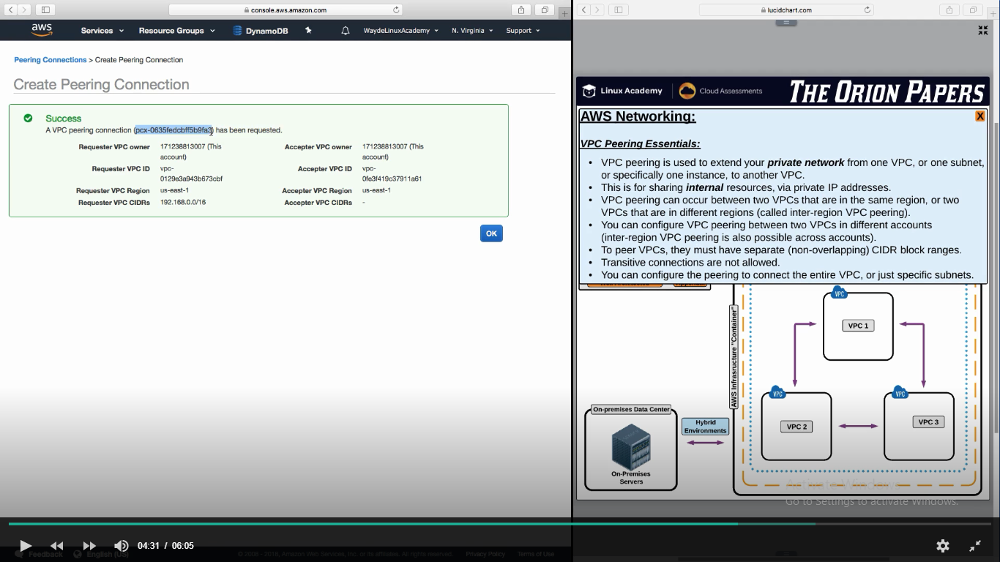 console.aws.amazon.com
aws
Services
Resource Groups
DynamoDB
WaydeLinuxAcademy
N. Virginia
Support
Peering Connections > Create Peering Connection
Create Peering Connection
Success
A VPC peering connection (pcx-0635fedcbff5b9fa3) has been requested.
Requester VPC owner 171238813007 (This
account)
Accepter VPC owner 171238813007 (This
account)
Requester VPC ID vpc-
0129e3a943b673cbf
Accepter VPC ID vpc-
0fe3f419c37911a61
Requester VPC Region us-east-1
Accepter VPC Region us-east-1
Requester VPC CIDRs 192.168.0.0/16
Accepter VPC CIDRs -
OK
lucidchart.com
Linux Academy
Cloud Assessments
THE ORION PAPERS
AWS Networking:
X
VPC Peering Essentials:
• VPC peering is used to extend your private network from one VPC, or one subnet,
or specifically one instance, to another VPC.
• This is for sharing internal resources, via private IP addresses.
• VPC peering can occur between two VPCs that are in the same region, or two
VPCs that are in different regions (called inter-region VPC peering).
• You can configure VPC peering between two VPCs in different accounts
(inter-region VPC peering is also possible across accounts).
• To peer VPCs, they must have separate (non-overlapping) CIDR block ranges.
• Transitive connections are not allowed.
• You can configure the peering to connect the entire VPC, or just specific subnets.
VPC
VPC 1
AWS Infrasructure "Container"
VPC
VPC 2
VPC
VPC 3
On-premises Data Center
Hybrid
Environments
On-Premises
Servers
Activate Windows
Go to Settings to activate Windows.
04:31 / 06:05
Feedback
English (US)
© 2008 - 2018, Amazon Web Services, Inc. or its affiliates. All rights reserved.
Privacy Policy
Terms of Use